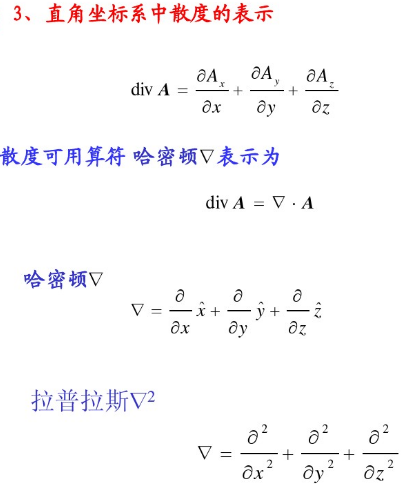 3、直角坐标系中散度的表示
div A = ∂Aₓ/∂x + ∂A_y/∂y + ∂A_z/∂z
散度可用算符 哈密顿∇表示为
div A = ∇ · A
哈密顿∇
∇ = ∂/∂x x̂ + ∂/∂y ŷ + ∂/∂z ẑ
拉普拉斯∇²
∇ = ∂²/∂x² + ∂²/∂y² + ∂²/∂z²